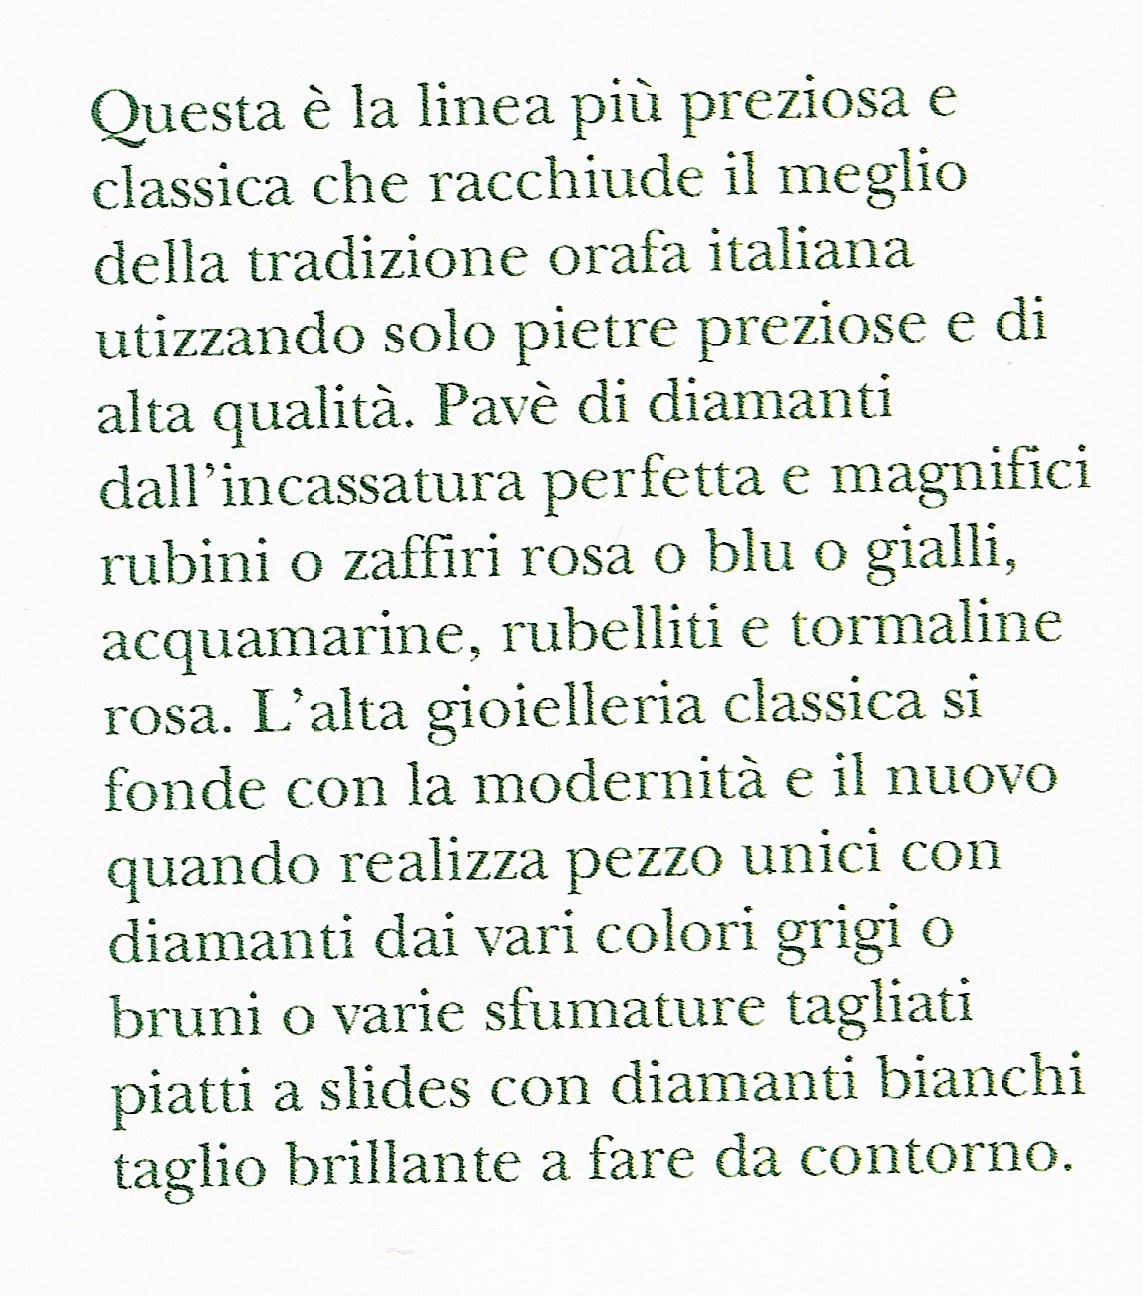 Questa è la linea più preziosa e
classica che racchiude il meglio
della tradizione orafa italiana
utizzando solo pietre preziose e di
alta qualità. Pavè di diamanti
dall’incassatura perfetta e magnifici
rubini o zaffiri rosa o blu o gialli,
acquamarine, rubelliti e tormaline
rosa. L’alta gioielleria classica si
fonde con la modernità e il nuovo
quando realizza pezzo unici con
diamanti dai vari colori grigi o
bruni o varie sfumature tagliati
piatti a slides con diamanti bianchi
taglio brillante a fare da contorno.